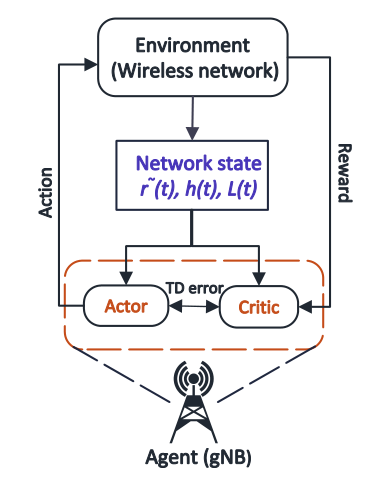 Environment
(Wireless network)
Action
Reward
Network state
r˜(t), h(t), L(t)
TD error
Actor
Critic
Agent (gNB)